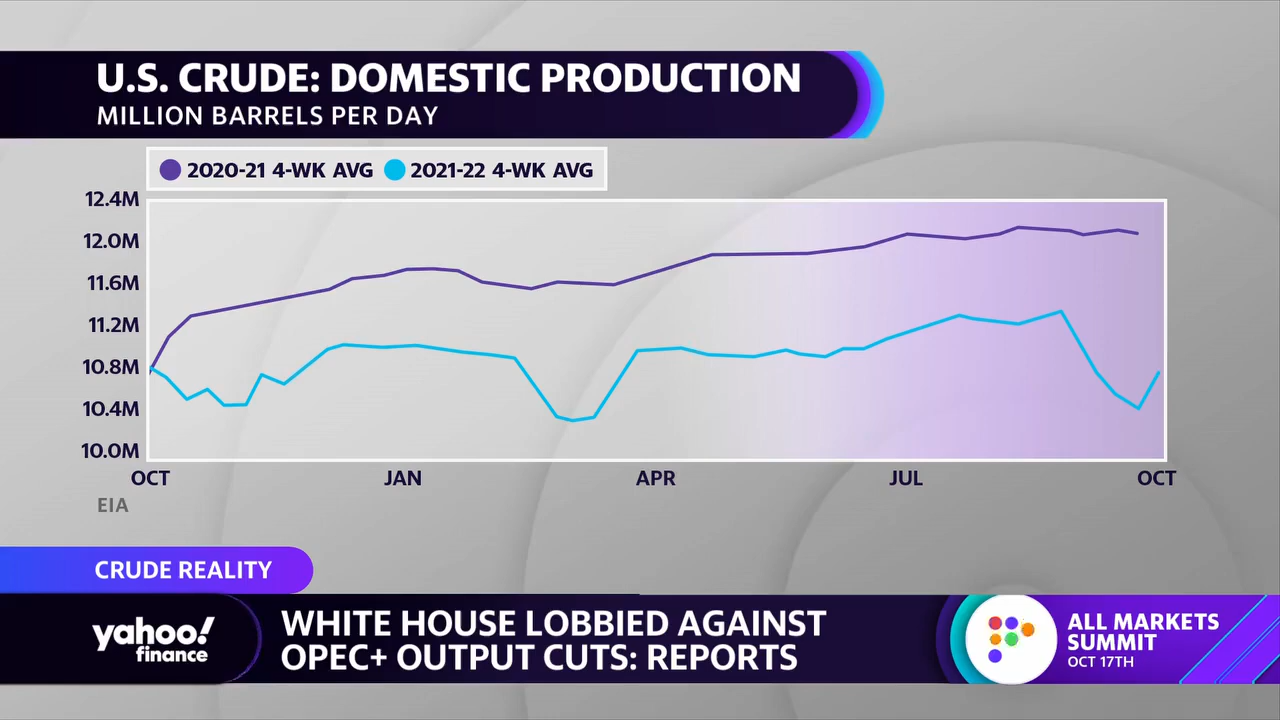 U.S. CRUDE: DOMESTIC PRODUCTION
MILLION BARRELS PER DAY
2020-21 4-WK AVG 2021-22 4-WK AVG
12.4M
12.0M
11.6M
11.2M
10.8M
10.4M
10.0M
OCT JAN APR JUL OCT
EIA
CRUDE REALITY
yahoo!
finance
WHITE HOUSE LOBBIED AGAINST
OPEC+ OUTPUT CUTS: REPORTS
ALL MARKETS
SUMMIT
OCT 17TH